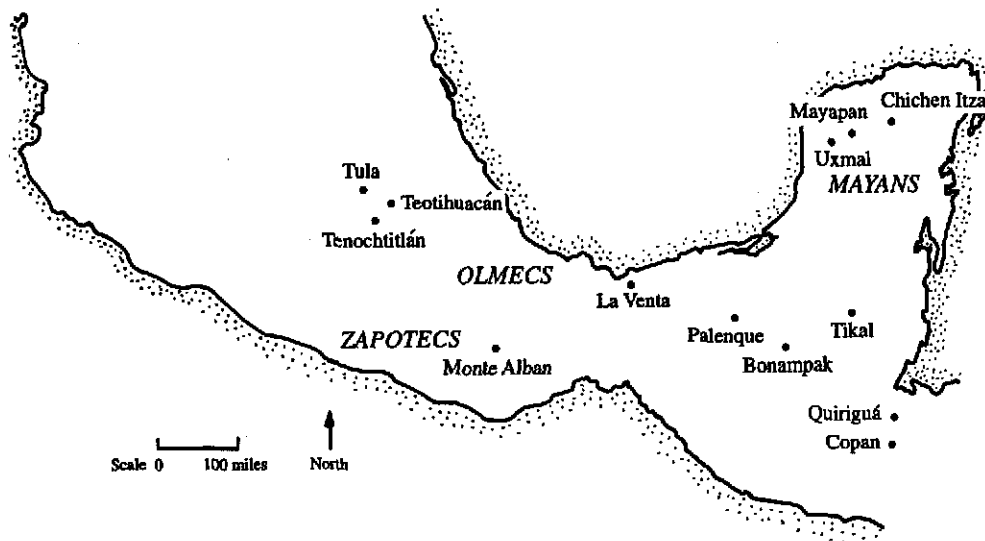 Chichen Itza
Mayapan
Uxmal
MAYANS
Tula
Teotihuacán
Tenochtitlán
OLMECS
La Venta
ZAPOTECS
Monte Alban
Palenque
Tikal
Bonampak
Quiriguá
Copan
Scale 0 100 miles
North